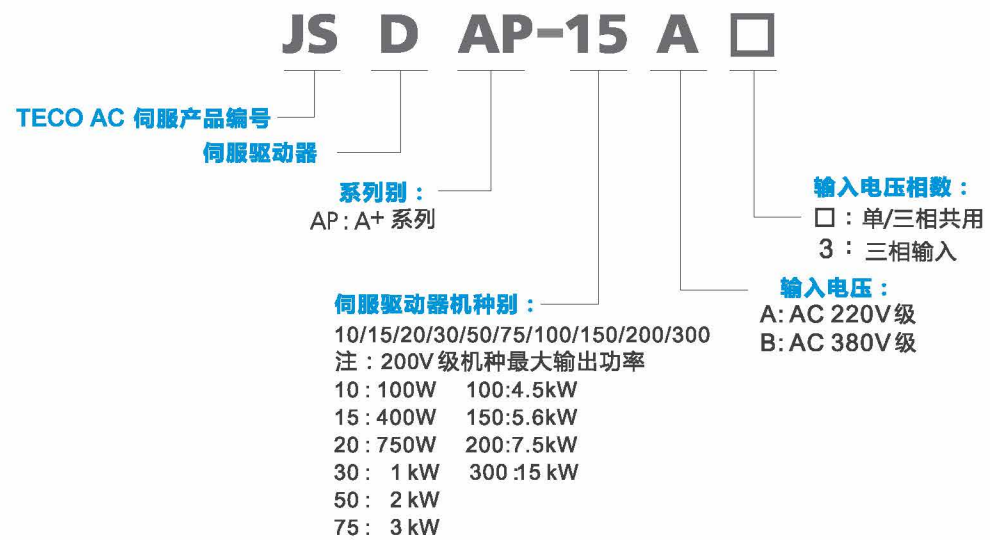 JS D AP-15 A □
TECO AC 伺服产品编号
伺服驱动器
系列别：
AP：A+ 系列
伺服驱动器机种别：
10/15/20/30/50/75/100/150/200/300
注：200V级机种最大输出功率
10：100W 100:4.5kW
15：400W 150:5.6kW
20：750W 200:7.5kW
30： 1 kW 300:15 kW
50： 2 kW
75： 3 kW
输入电压：
A: AC 220V级
B: AC 380V级
输入电压相数：
□：单/三相共用
3：三相输入